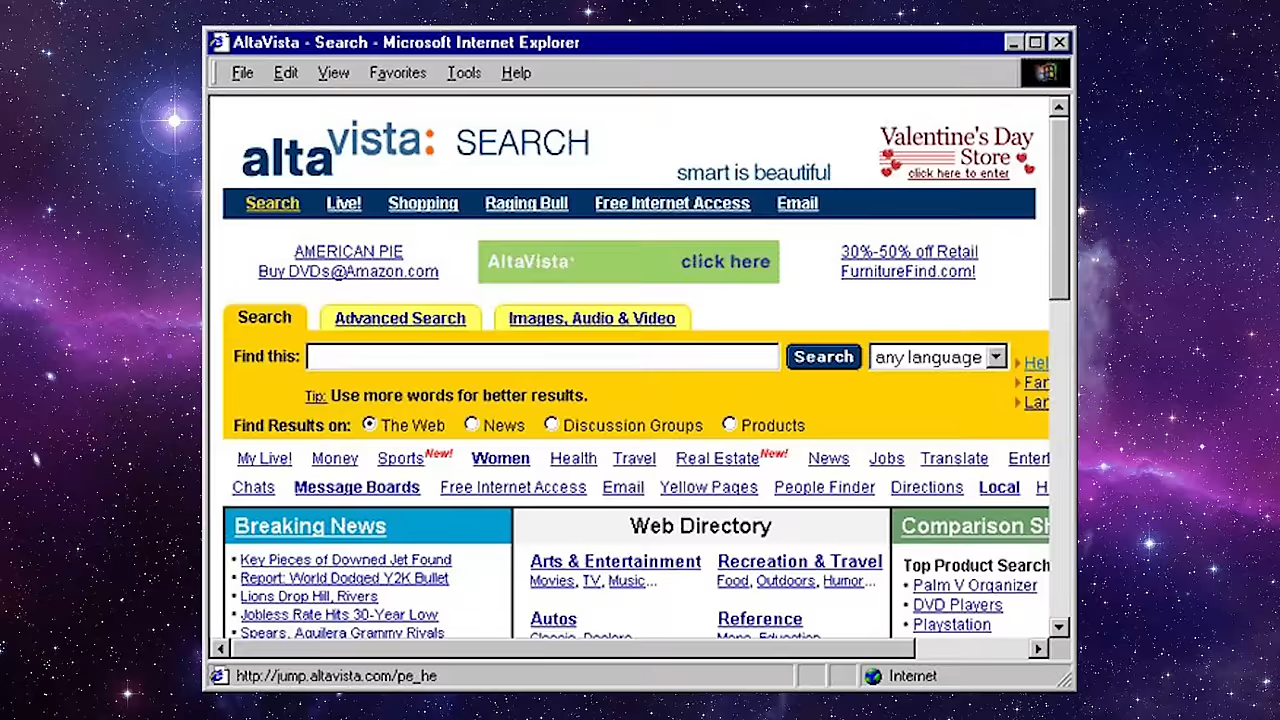 AltaVista - Search - Microsoft Internet Explorer
File Edit View Favorites Tools Help
altavista: SEARCH
smart is beautiful
Valentine's Day
Store
click here to enter
Search Live! Shopping Raging Bull Free Internet Access Email
AMERICAN PIE
Buy DVDs@Amazon.com
AltaVista click here
30%-50% off Retail
FurnitureFind.com!
Search Advanced Search Images, Audio & Video
Find this: Search any language
Hel
Far
Lar
Tip: Use more words for better results.
Find Results on: The Web News Discussion Groups Products
My Live! Money Sports New! Women Health Travel Real Estate New! News Jobs Translate Entert
Chats Message Boards Free Internet Access Email Yellow Pages People Finder Directions Local H
Breaking News
• Key Pieces of Downed Jet Found
• Report: World Dodged Y2K Bullet
• Lions Drop Hill, Rivers
• Jobless Rate Hits 30-Year Low
• Spears, Aguilera Grammy Rivals
Web Directory
Arts & Entertainment
Movies, TV, Music...
Recreation & Travel
Food, Outdoors, Humor...
Autos
Reference
Comparison Sh
Top Product Search
• Palm V Organizer
• DVD Players
• Playstation
http://jump.altavista.com/pe_he
Internet